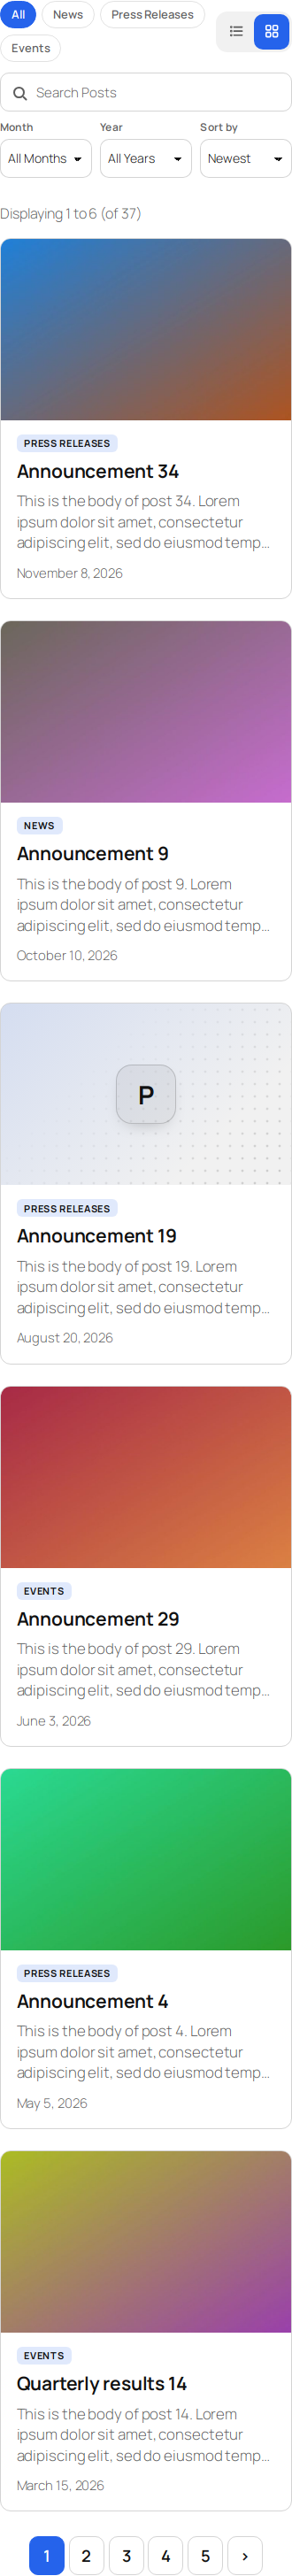 All News Press Releases
Events
Search Posts
Month Year Sort by
All Months All Years Newest
Displaying 1 to 6 (of 37)
PRESS RELEASES
Announcement 34
This is the body of post 34. Lorem
ipsum dolor sit amet, consectetur
adipiscing elit, sed do eiusmod temp...
November 8, 2026
NEWS
Announcement 9
This is the body of post 9. Lorem
ipsum dolor sit amet, consectetur
adipiscing elit, sed do eiusmod temp...
October 10, 2026
P
PRESS RELEASES
Announcement 19
This is the body of post 19. Lorem
ipsum dolor sit amet, consectetur
adipiscing elit, sed do eiusmod temp...
August 20, 2026
EVENTS
Announcement 29
This is the body of post 29. Lorem
ipsum dolor sit amet, consectetur
adipiscing elit, sed do eiusmod temp...
June 3, 2026
PRESS RELEASES
Announcement 4
This is the body of post 4. Lorem
ipsum dolor sit amet, consectetur
adipiscing elit, sed do eiusmod temp...
May 5, 2026
EVENTS
Quarterly results 14
This is the body of post 14. Lorem
ipsum dolor sit amet, consectetur
adipiscing elit, sed do eiusmod temp...
March 15, 2026
1 2 3 4 5 ›